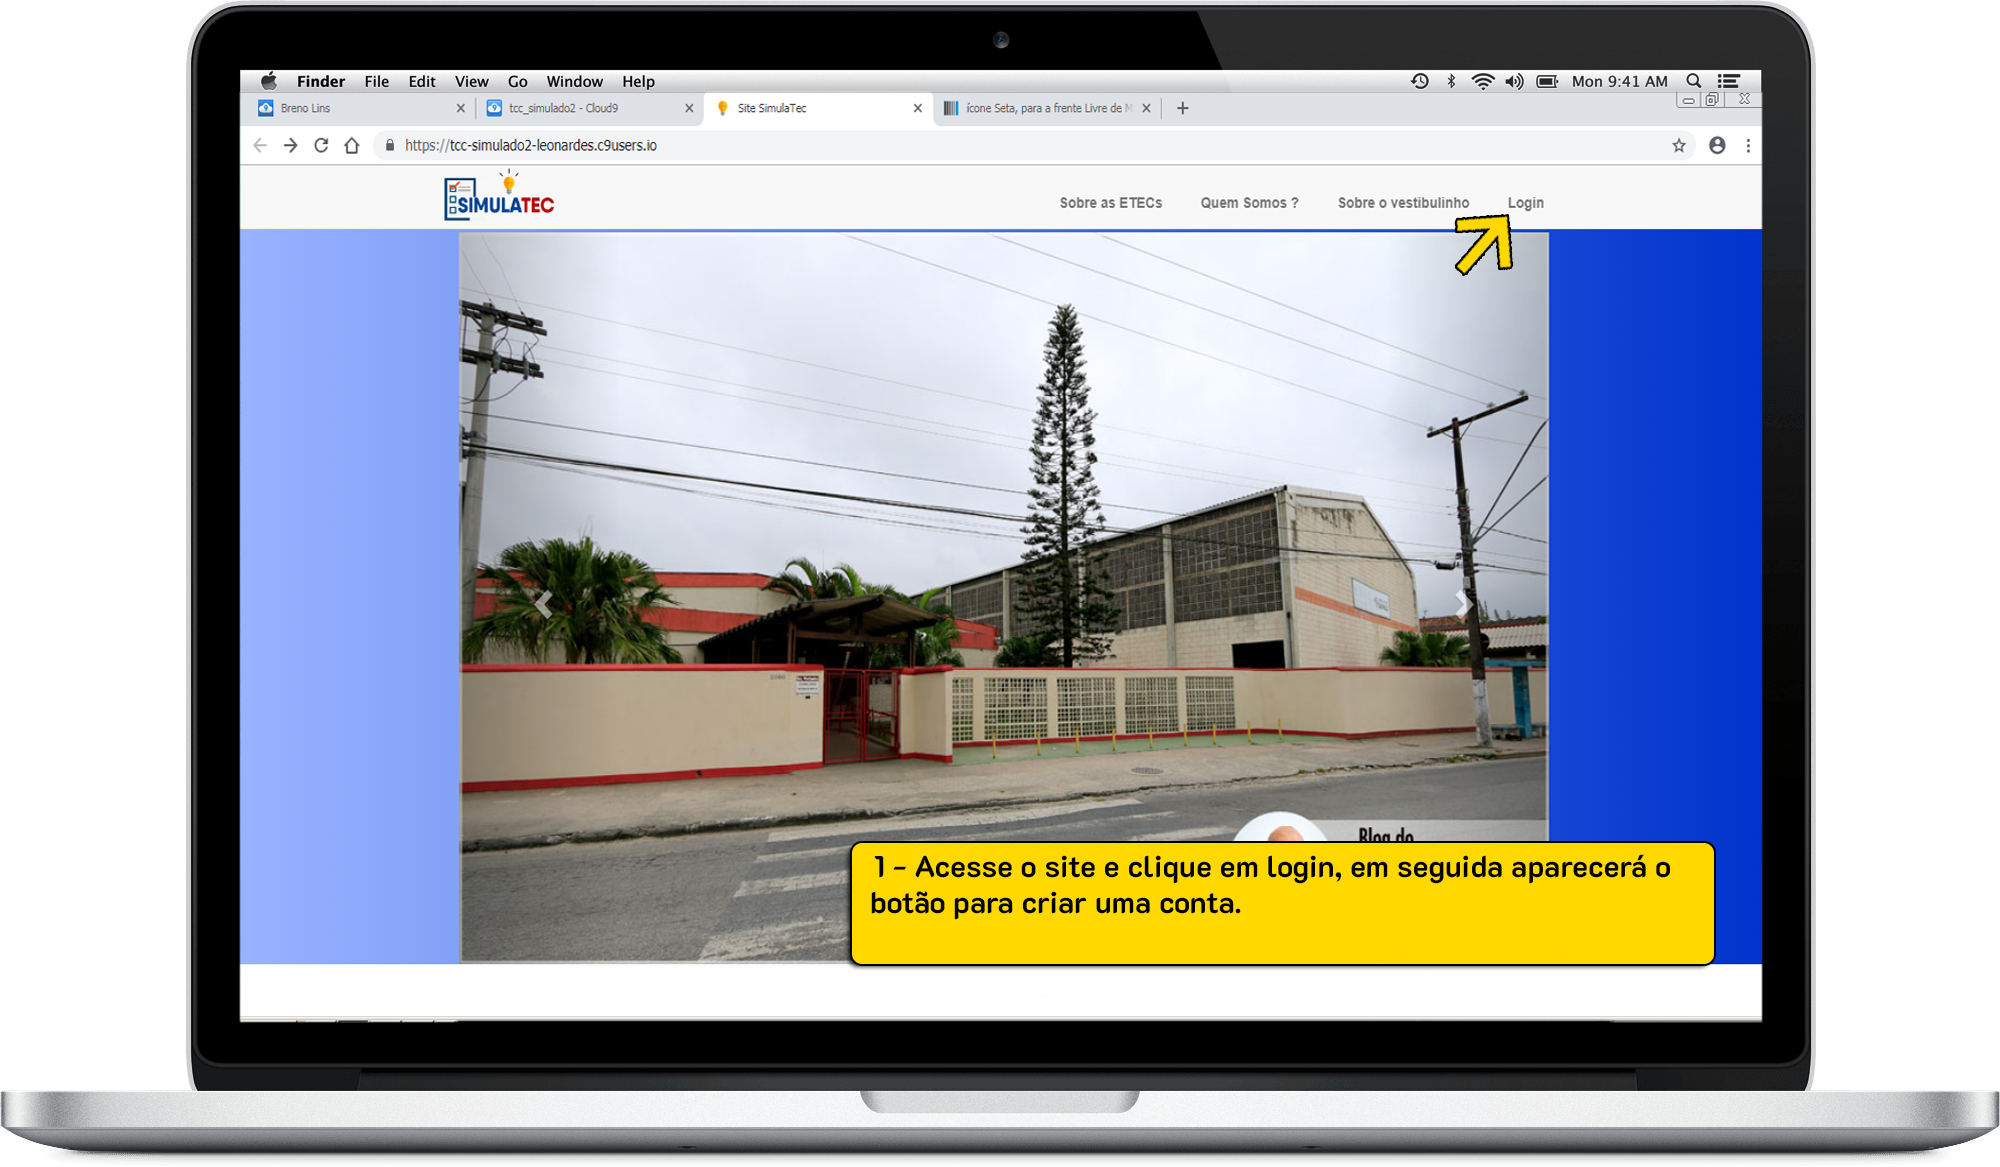 Finder File Edit View Go Window Help Mon 9:41 AM
Breno Lins tcc_simulado2 - Cloud9 Site SimulaTec ícone Seta, para a frente Livre de M
https://tcc-simulado2-leonardes.c9users.io
SIMULATEC
Sobre as ETECs Quem Somos ? Sobre o vestibulinho Login
Blog do
1 - Acesse o site e clique em login, em seguida aparecerá o
botão para criar uma conta.